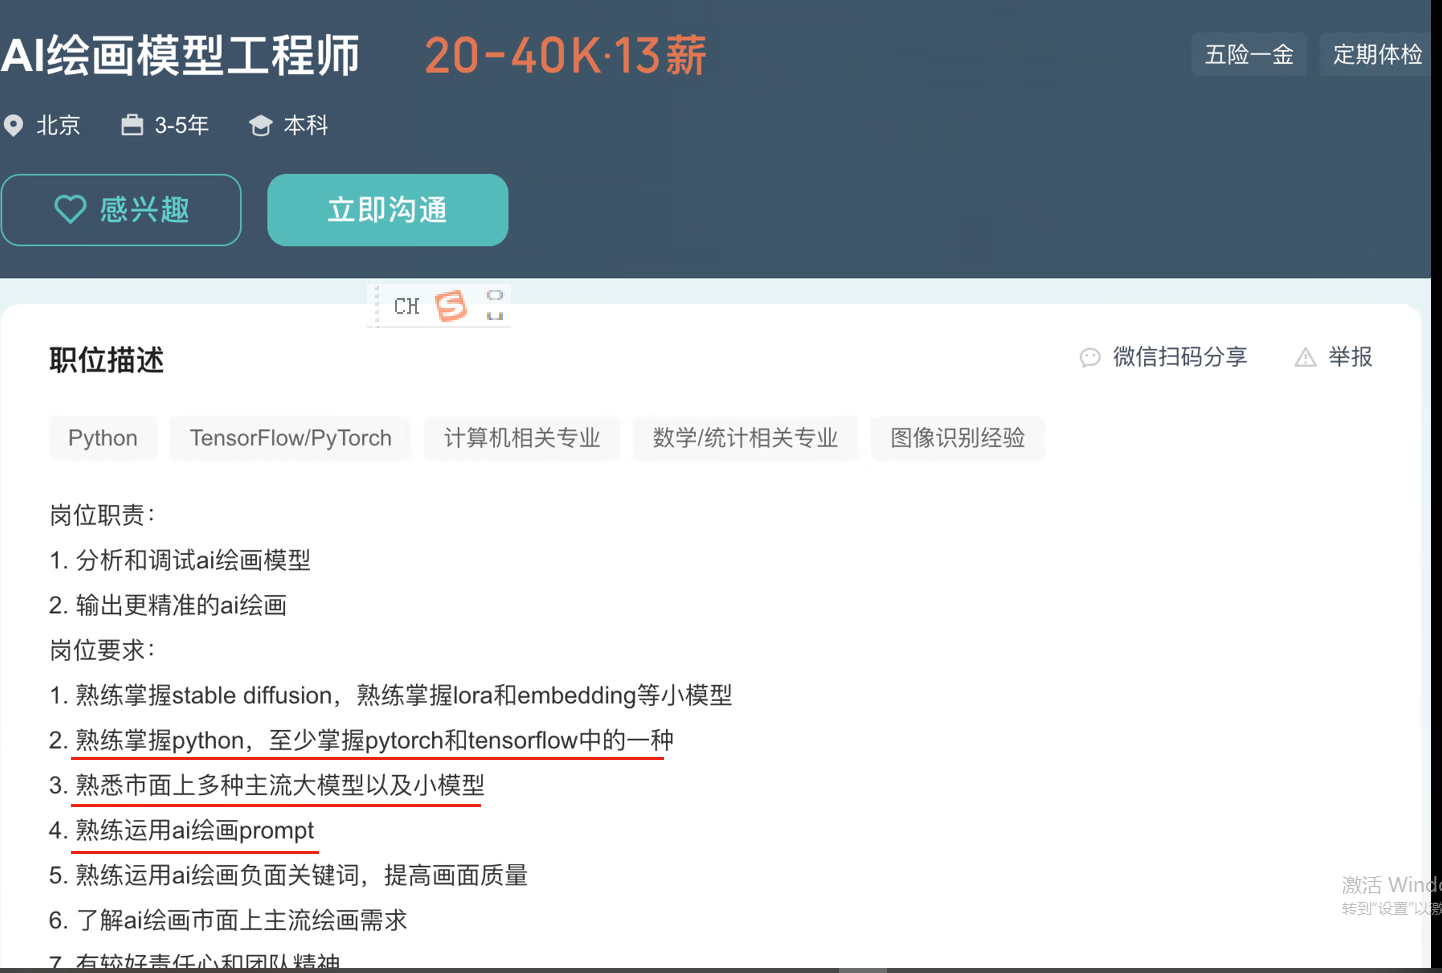 AI绘画模型工程师 20-40K·13薪 五险一金 定期体检
北京 3-5年 本科
感兴趣 立即沟通
CH
职位描述 微信扫码分享 举报
Python TensorFlow/PyTorch 计算机相关专业 数学/统计相关专业 图像识别经验
岗位职责：
1. 分析和调试ai绘画模型
2. 输出更精准的ai绘画
岗位要求：
1. 熟练掌握stable diffusion，熟练掌握lora和embedding等小模型
2. 熟练掌握python，至少掌握pytorch和tensorflow中的一种
3. 熟悉市面上多种主流大模型以及小模型
4. 熟练运用ai绘画prompt
5. 熟练运用ai绘画负面关键词，提高画面质量
6. 了解ai绘画市面上主流绘画需求
7. 有较好责任心和团队精神
激活 Windo
转到“设置”以激